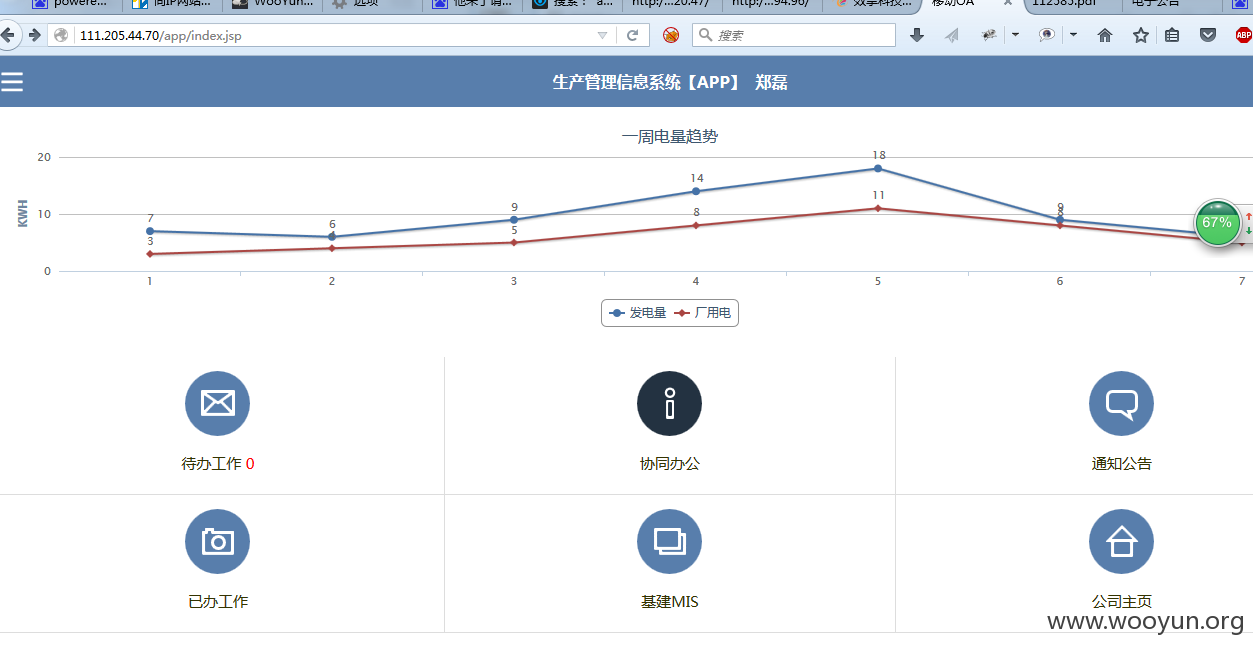 powere...
同IP网站...
WooYun...
选项
他来了请...
搜索： a...
http:/...20.47/
http:/...94.96/
效享科技...
移动OA
112585.pdf
电子公告
111.205.44.70/app/index.jsp
搜索
ABP
生产管理信息系统【APP】 郑磊
一周电量趋势
KWH
20
10
0
7
6
9
14
18
9
3
4
5
8
11
8
67%
1
2
3
4
5
6
7
发电量
厂用电
待办工作 0
协同办公
通知公告
已办工作
基建MIS
公司主页
www.wooyun.org